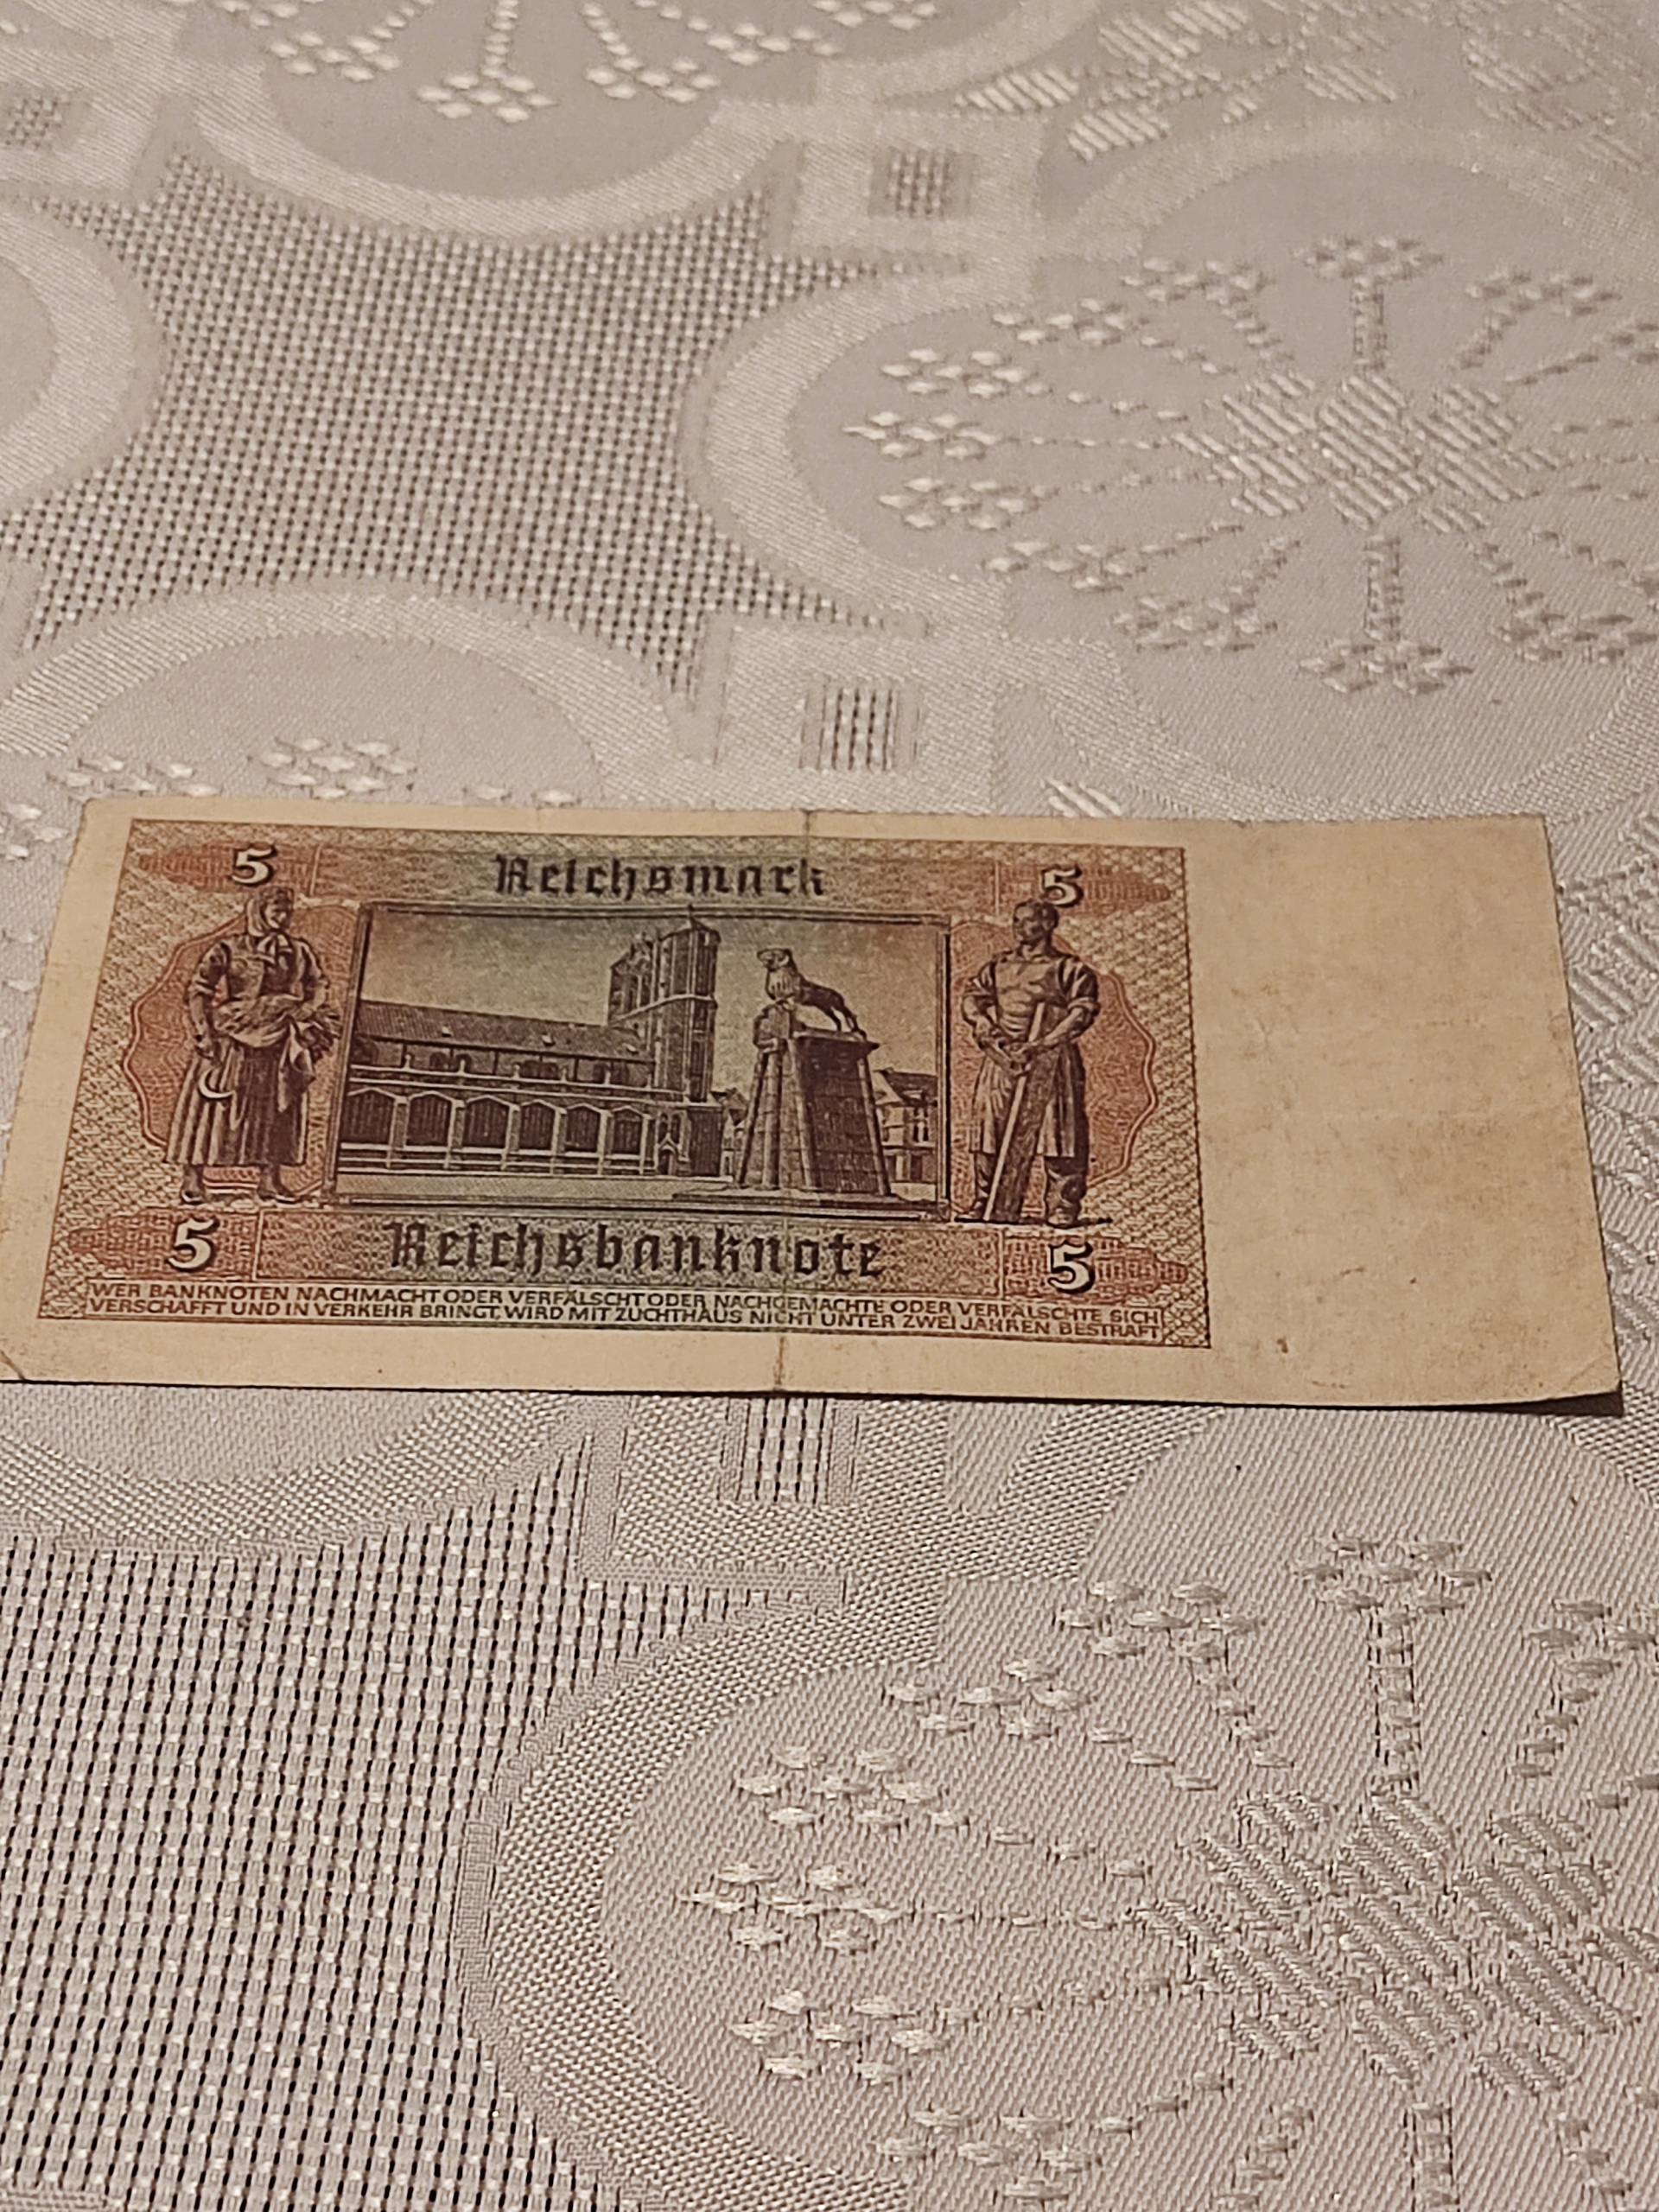 5 Reichsmark 5
5 Reichsbanknote 5
WER BANKNOTEN NACHMACHT ODER VERFÄLSCHT ODER NACHGEMACHTE ODER VERFÄLSCHTE SICH
VERSCHAFFT UND IN VERKEHR BRINGT, WIRD MIT ZUCHTHAUS NICHT UNTER ZWEI JAHREN BESTRAFT